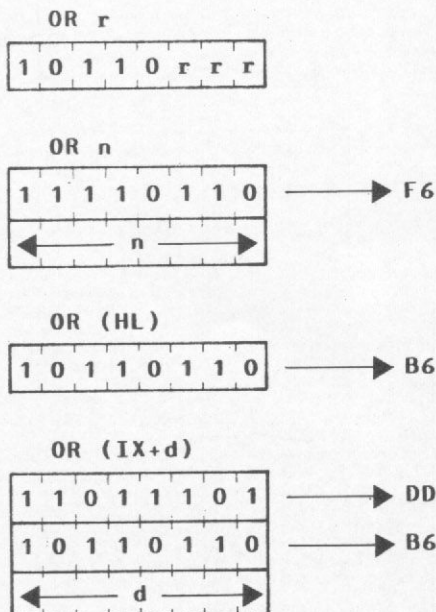 OR r
1 0 1 1 0 r r r
OR n
1 1 1 1 0 1 1 0 F6
n
OR (HL)
1 0 1 1 0 1 1 0 B6
OR (IX+d)
1 1 0 1 1 1 0 1 DD
1 0 1 1 0 1 1 0 B6
d